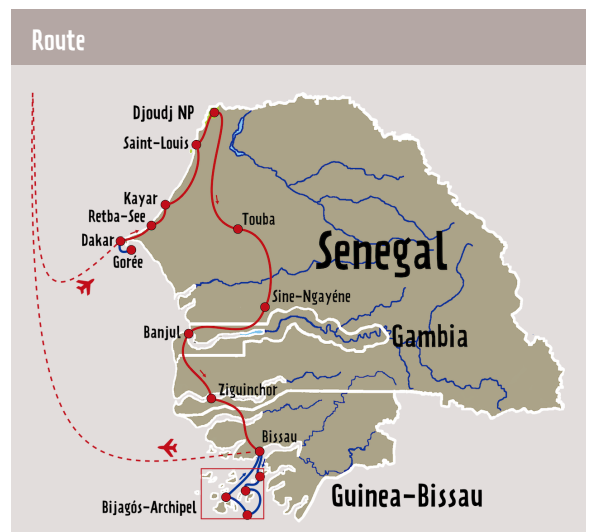 Route
Djoudj NP
Saint-Louis
Kayar
Retba-See
Touba
Dakar
Senegal
Gorée
Sine-Ngayéne
Banjul
Gambia
Ziguinchor
Bissau
Guinea-Bissau
Bijagós-Archipel